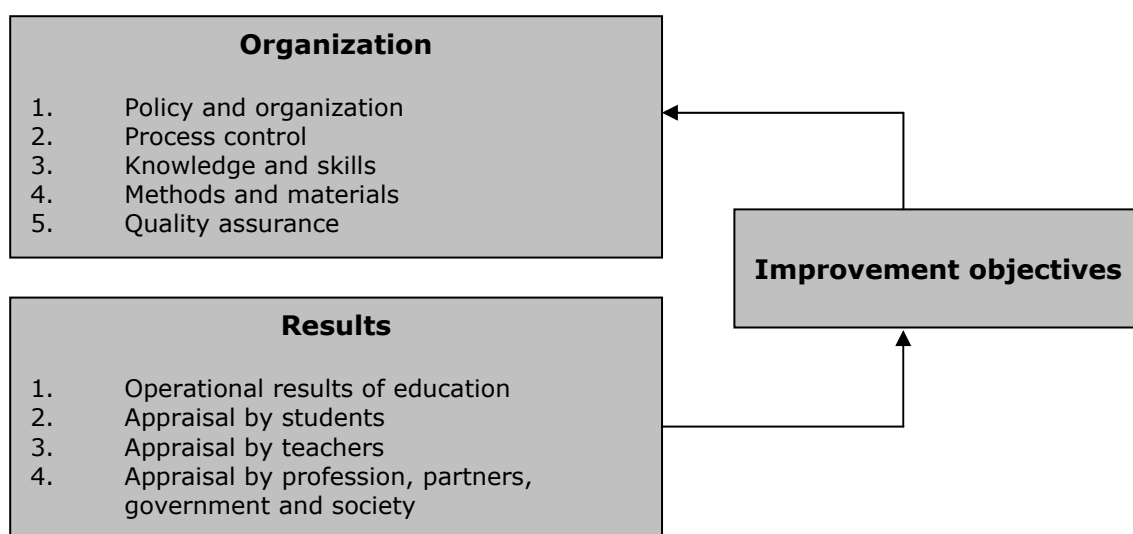 Organization
1. Policy and organization
2. Process control
3. Knowledge and skills
4. Methods and materials
5. Quality assurance
Improvement objectives
Results
1. Operational results of education
2. Appraisal by students
3. Appraisal by teachers
4. Appraisal by profession, partners,
government and society